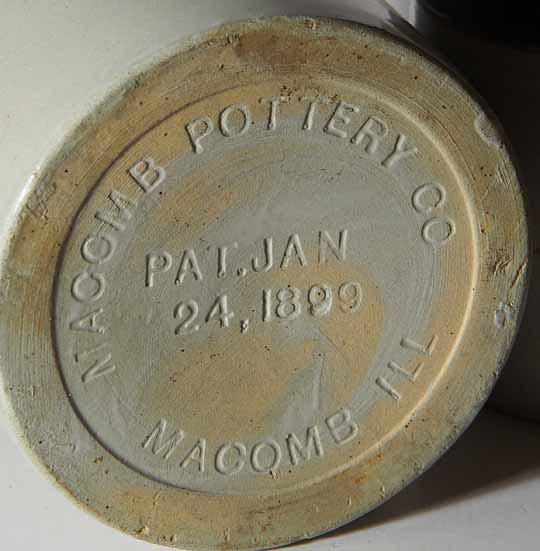 MACOMB POTTERY CO
PAT. JAN
24, 1899
MACOMB ILL